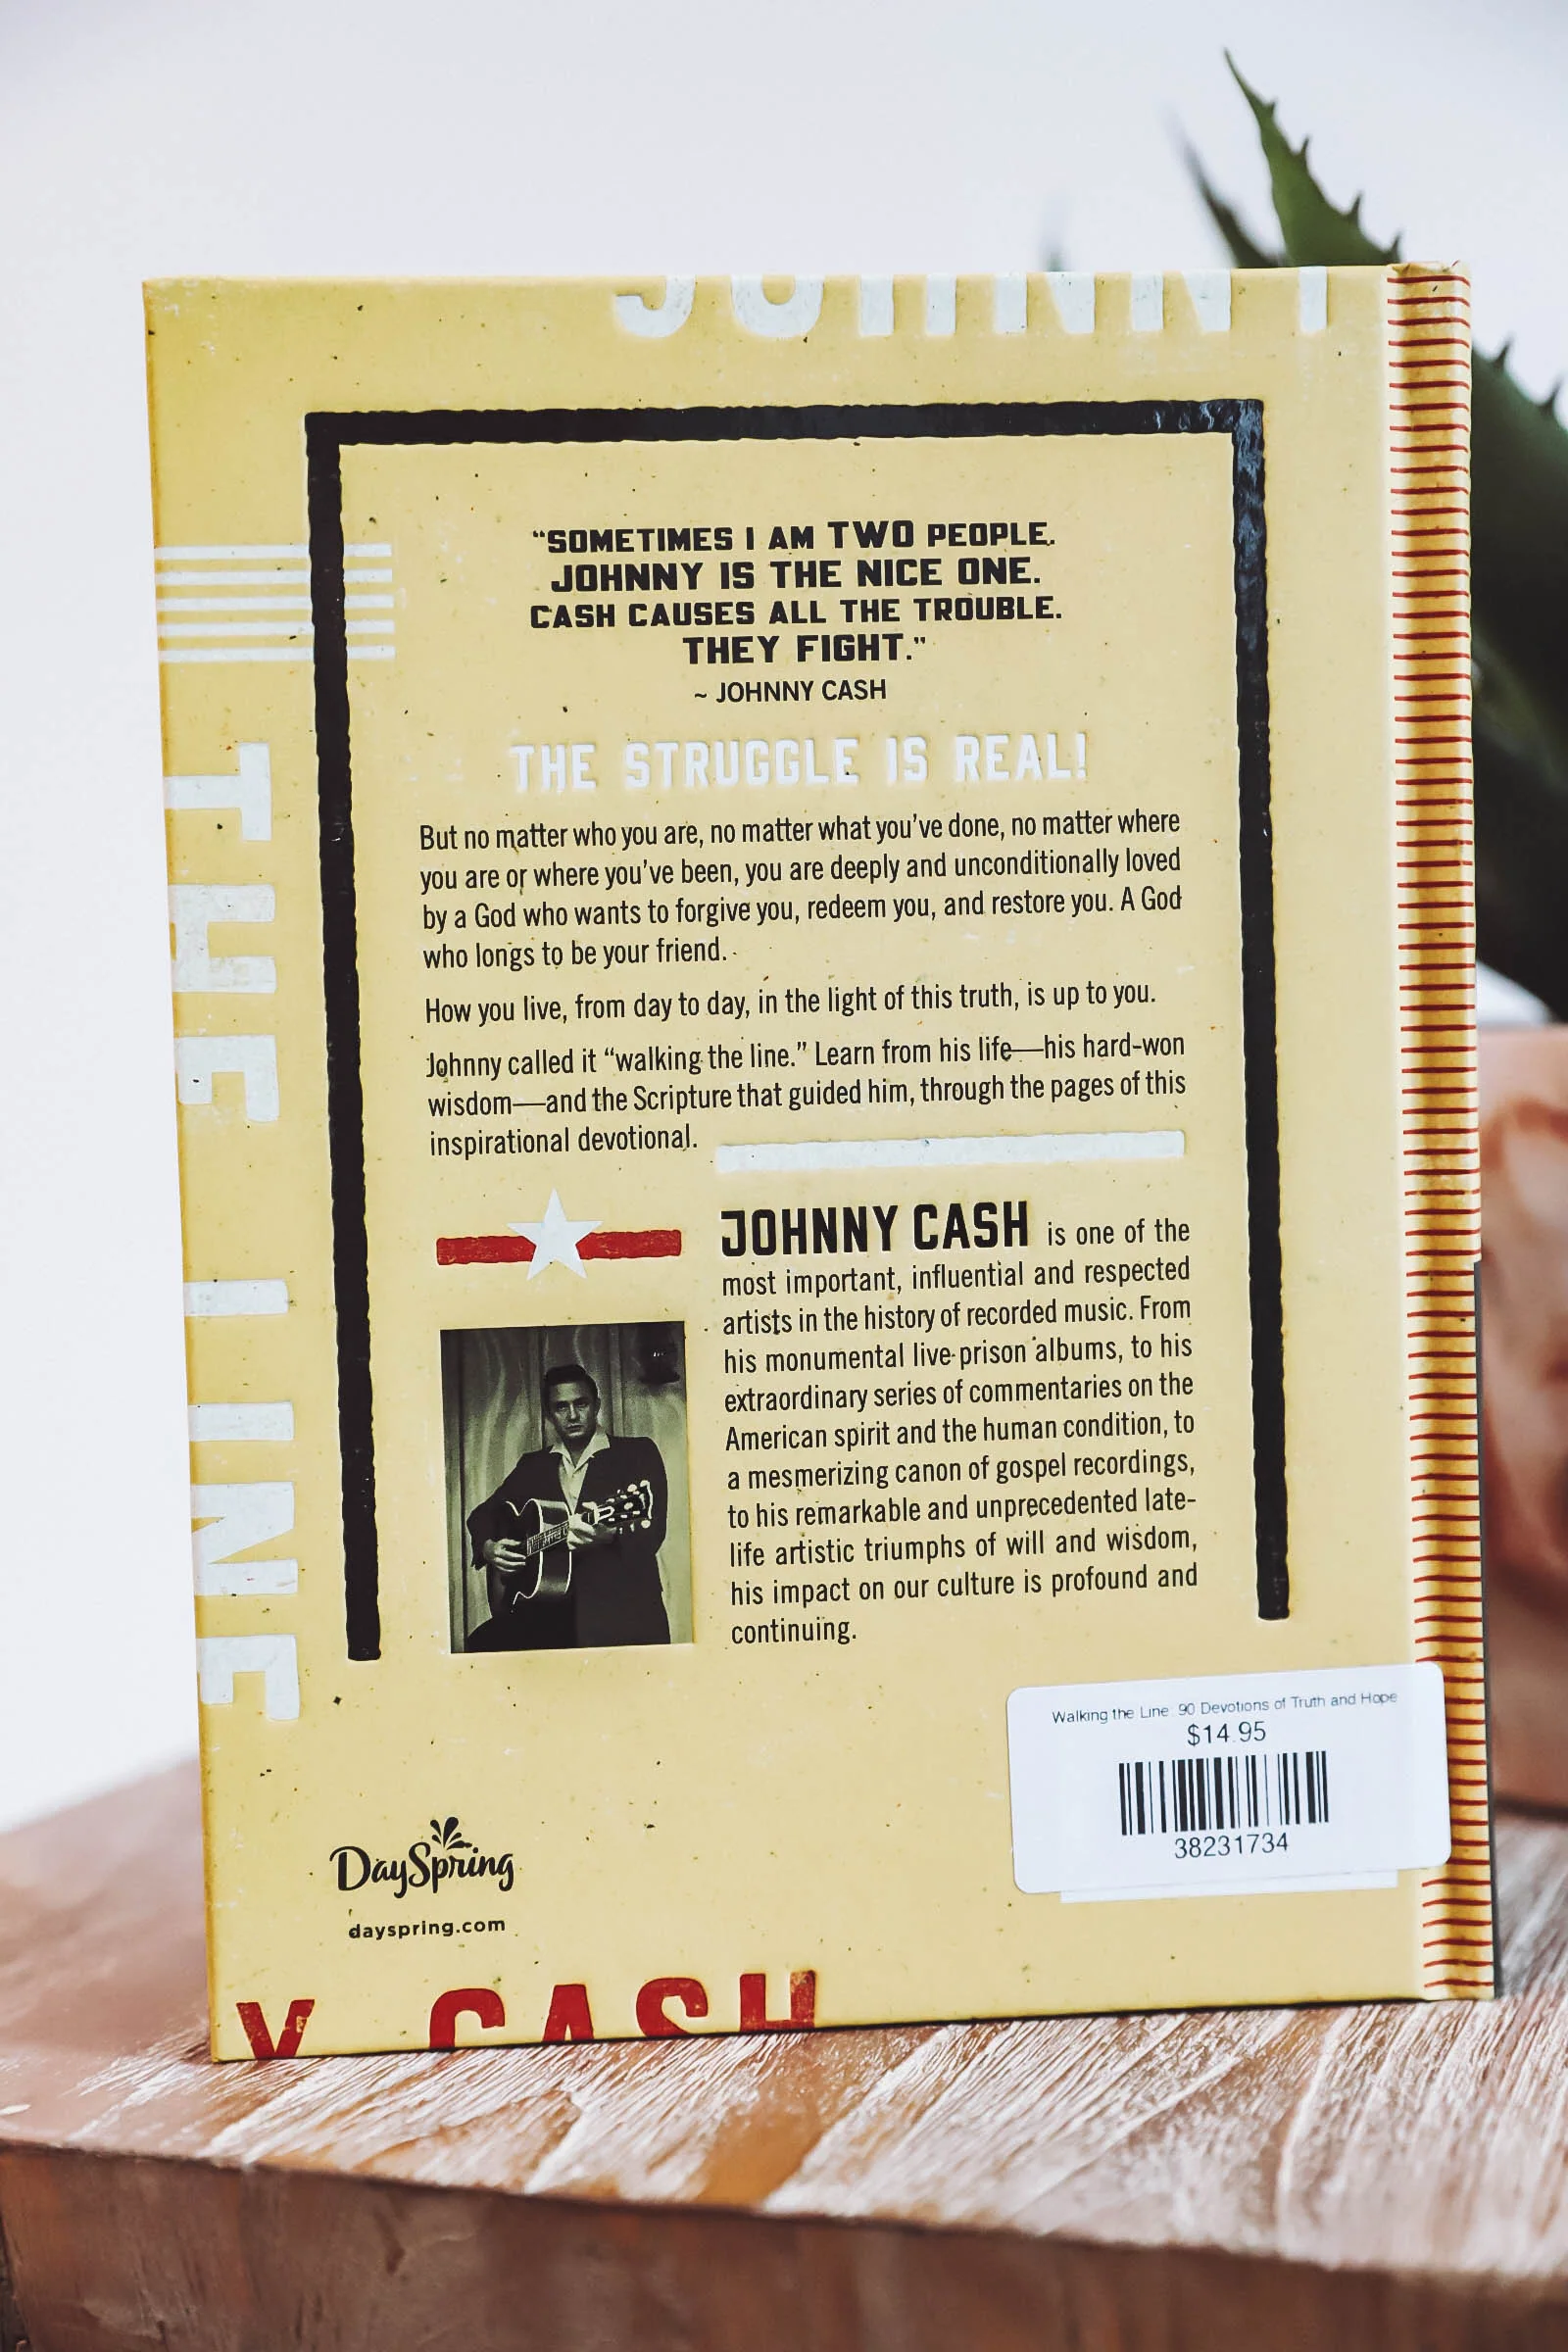 JOHNNY
"SOMETIMES I AM TWO PEOPLE.
JOHNNY IS THE NICE ONE.
CASH CAUSES ALL THE TROUBLE.
THEY FIGHT."
~ JOHNNY CASH
THE STRUGGLE IS REAL!
But no matter who you are, no matter what you've done, no matter where
you are or where you've been, you are deeply and unconditionally loved
by a God who wants to forgive you, redeem you, and restore you. A God
who longs to be your friend.
How you live, from day to day, in the light of this truth, is up to you.
Johnny called it "walking the line." Learn from his life—his hard-won
wisdom—and the Scripture that guided him, through the pages of this
inspirational devotional.
JOHNNY CASH is one of the
most important, influential and respected
artists in the history of recorded music. From
his monumental live prison albums, to his
extraordinary series of commentaries on the
American spirit and the human condition, to
a mesmerizing canon of gospel recordings,
to his remarkable and unprecedented late-
life artistic triumphs of will and wisdom,
his impact on our culture is profound and
continuing.
THE LINE
Walking the Line: 90 Devotions of Truth and Hope
$14.95
38231734
DaySpring
dayspring.com
Y CASH